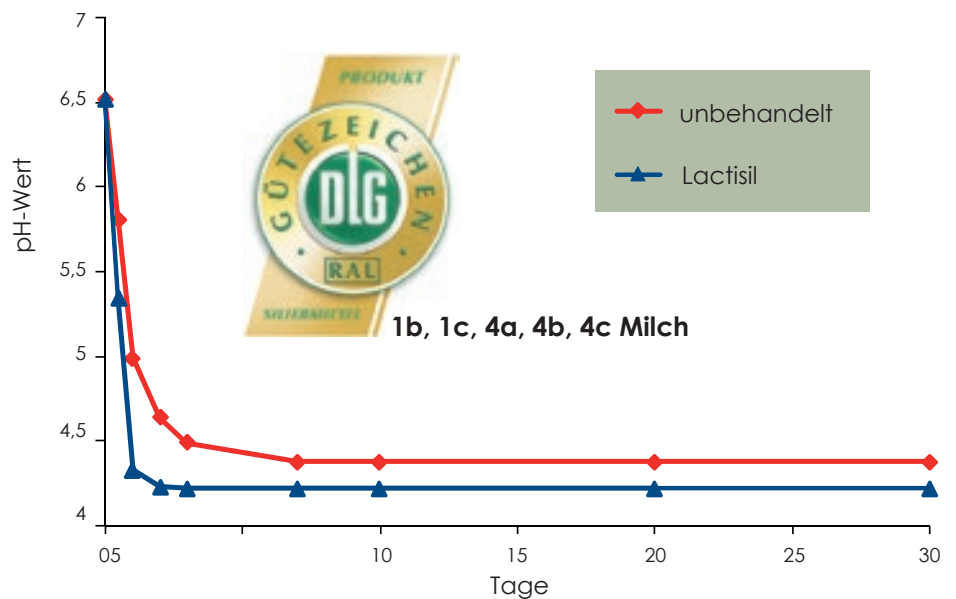 7
6,5
6
5,5
5
4,5
4
pH-Wert
PRODUKT
GÜTEZEICHEN
DLG
RAL
SILIERMITTEL
1b, 1c, 4a, 4b, 4c Milch
unbehandelt
Lactisil
05 10 15 20 25 30
Tage